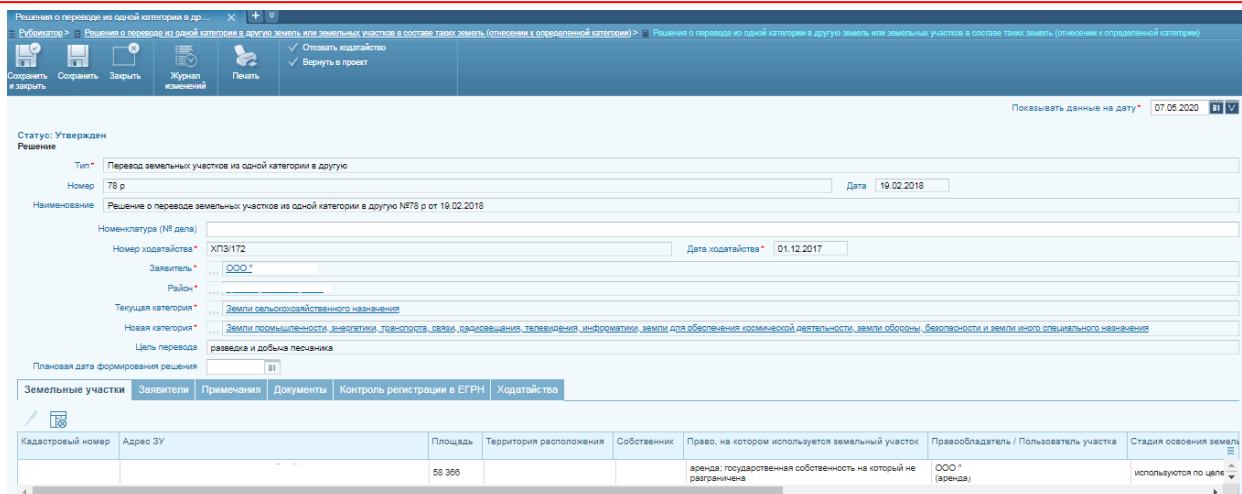 Решения о переводе из одной категории в др...
Рубрикатор > Решения о переводе из одной категории в другую земель или земельных участков в составе таких земель (отнесении к определенной категории) > Решения о переводе из одной категории в другую земель или земельных участков в составе таких земель (отнесении к определенной категории)
Сохранить и закрыть Сохранить Закрыть Журнал изменений Печать
Отозвать ходатайство
Вернуть в проект
Показывать данные на дату* 07.05.2020
Статус: Утвержден
Решение
Тип* Перевод земельных участков из одной категории в другую
Номер 78 р Дата 19.02.2018
Наименование Решение о переводе земельных участков из одной категории в другую №78 р от 19.02.2018
Номенклатура (№ дела)
Номер ходатайства* ХПЗ/172 Дата ходатайства* 01.12.2017
Заявитель* ... ООО "
Район* ...
Текущая категория* ... Земли сельскохозяйственного назначения
Новая категория* ... Земли промышленности, энергетики, транспорта, связи, радиовещания, телевидения, информатики, земли для обеспечения космической деятельности, земли обороны, безопасности и земли иного специального назначения
Цель перевода разведка и добыча песчаника
Плановая дата формирования решения
Земельные участки Заявители Примечания Документы Контроль регистрации в ЕГРН Ходатайства
Кадастровый номер Адрес ЗУ Площадь Территория расположения Собственник Право, на котором используется земельный участок Правообладатель / Пользователь участка Стадия освоения земель
58 366 аренда; государственная собственность на который не разграничена ООО " (аренда) используются по целе